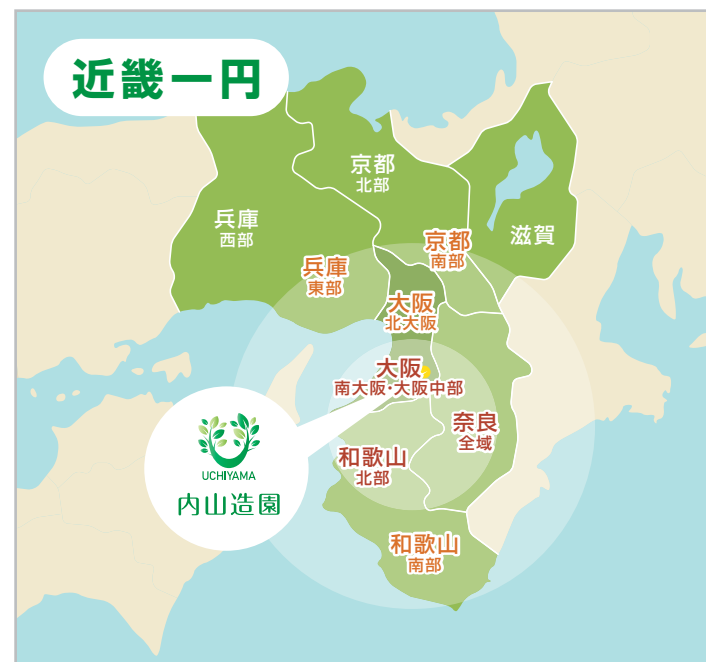 近畿一円
京都
北部
兵庫
西部
滋賀
京都
南部
兵庫
東部
大阪
北大阪
大阪
南大阪・大阪中部
奈良
全域
和歌山
北部
UCHIYAMA
内山造園
和歌山
南部